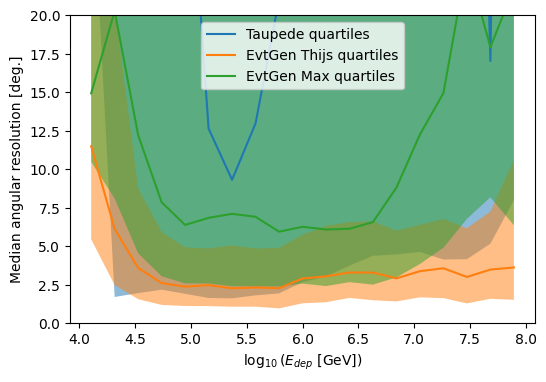 20.0
17.5
15.0
12.5
10.0
7.5
5.0
2.5
0.0
Median angular resolution [deg.]
Taupede quartiles
EvtGen Thijs quartiles
EvtGen Max quartiles
4.0 4.5 5.0 5.5 6.0 6.5 7.0 7.5 8.0
log₁₀(E_dep [GeV])